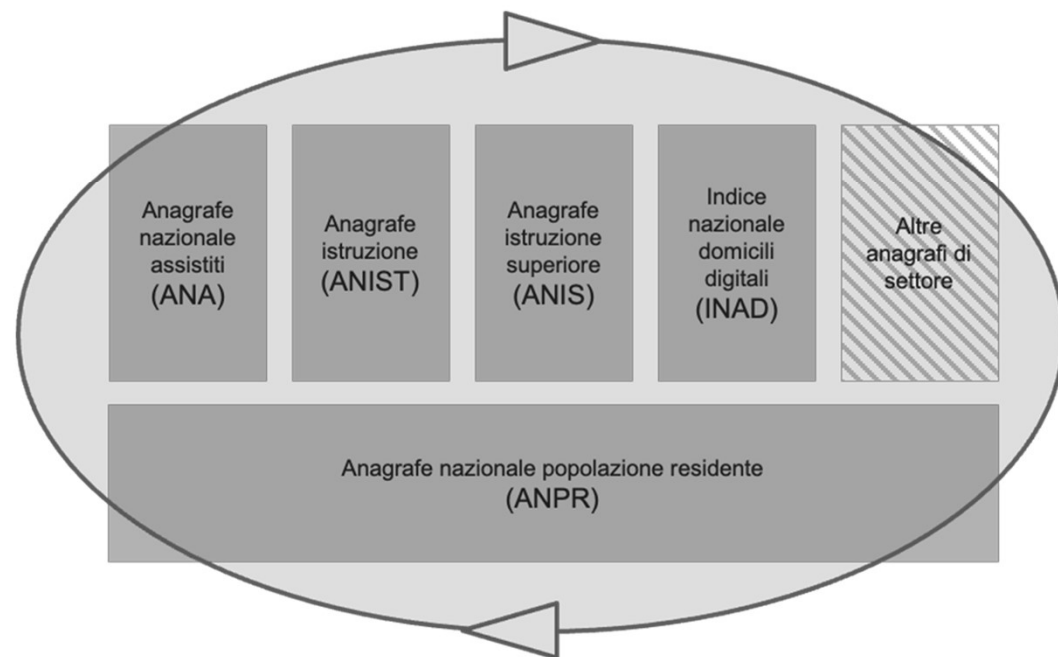 Anagrafe
nazionale
assistiti
(ANA)
Anagrafe
istruzione
(ANIST)
Anagrafe
istruzione
superiore
(ANIS)
Indice
nazionale
domicili
digitali
(INAD)
Altre
anagrafi di
settore
Anagrafe nazionale popolazione residente
(ANPR)